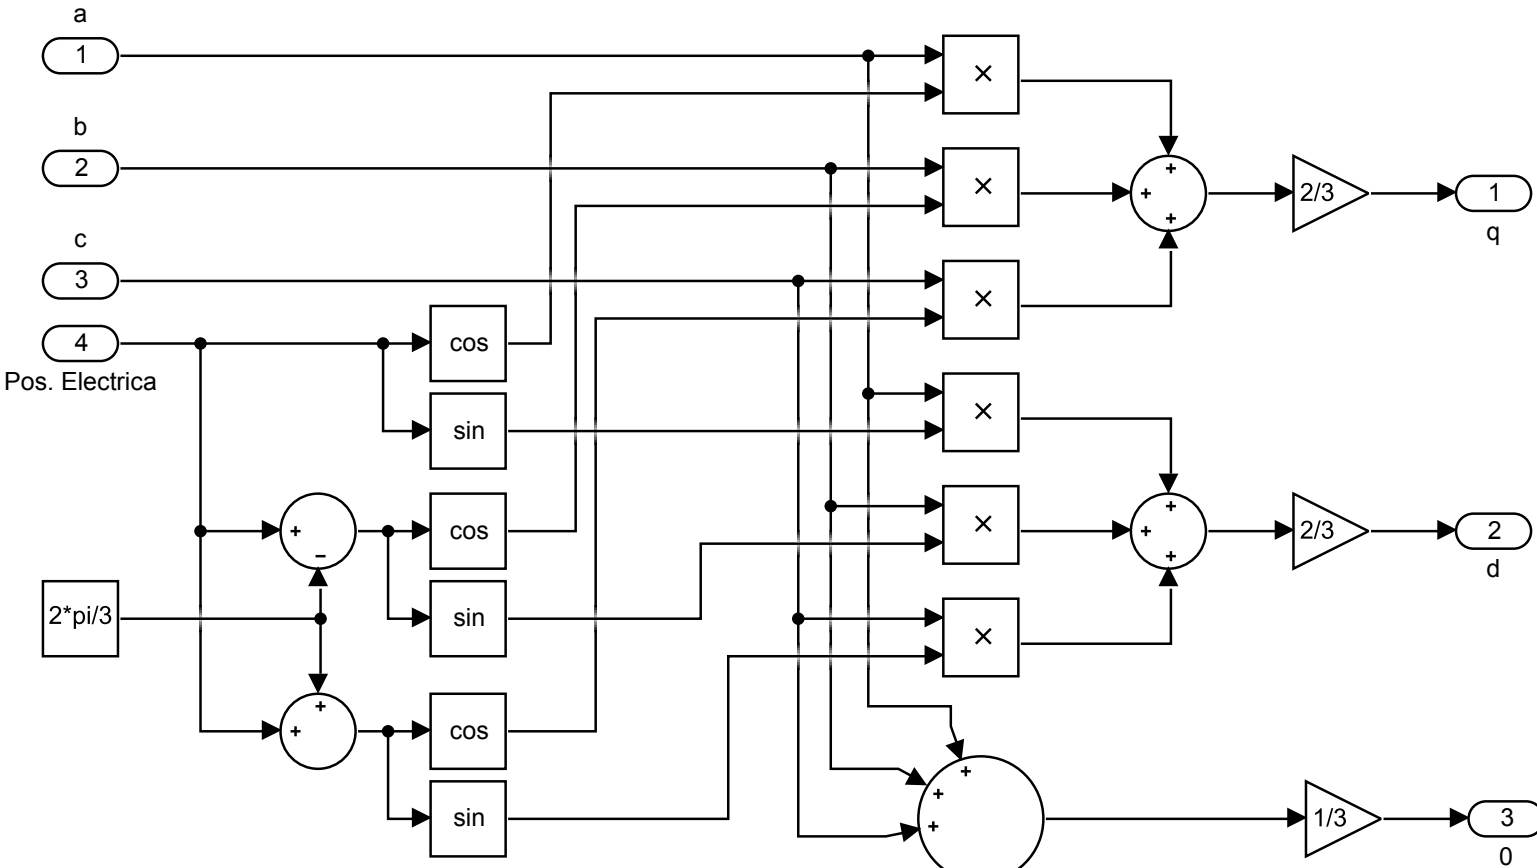 a
1
×
b
2
×
+
+
+
2/3
1
q
c
3
×
4
Pos. Electrica
cos
×
sin
+
−
cos
×
+
+
+
2/3
2
d
2*pi/3
sin
×
+
+
cos
sin
+
+
+
1/3
3
0